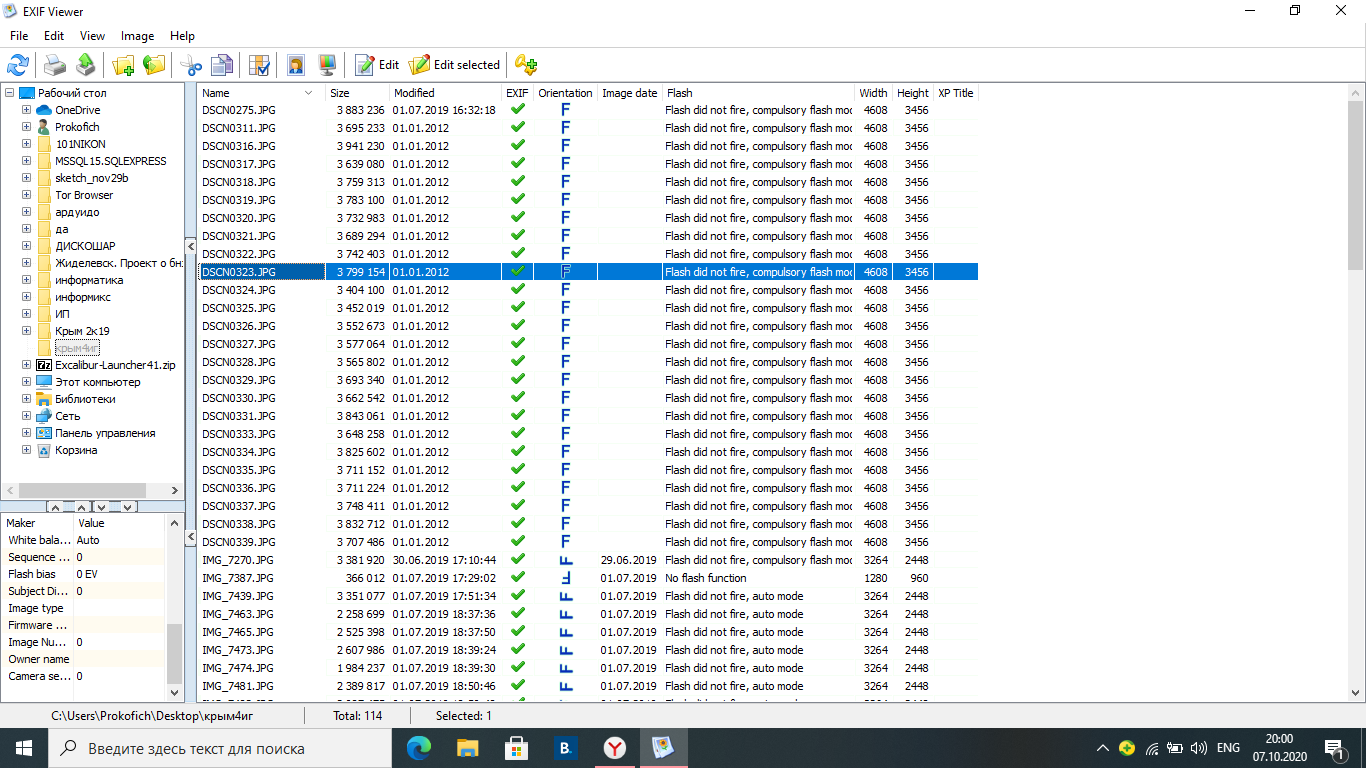 EXIF Viewer
File Edit View Image Help
Edit Edit selected
Рабочий стол
OneDrive
Prokofich
101NIKON
MSSQL15.SQLEXPRESS
sketch_nov29b
Tor Browser
ардуидо
да
ДИСКОШАР
Жиделевск. Проект о бнз
информатика
информикс
ИП
Крым 2к19
крым4иг
Excalibur-Launcher41.zip
Этот компьютер
Библиотеки
Сеть
Панель управления
Корзина
Maker Value
White bala... Auto
Sequence ... 0
Flash bias 0 EV
Subject Di... 0
Image type
Firmware ...
Image Nu... 0
Owner name
Camera se... 0
Name Size Modified EXIF Orientation Image date Flash Width Height XP Title
DSCN0275.JPG 3 883 236 01.07.2019 16:32:18 F Flash did not fire, compulsory flash moc 4608 3456
DSCN0311.JPG 3 695 233 01.01.2012 F Flash did not fire, compulsory flash moc 4608 3456
DSCN0316.JPG 3 941 230 01.01.2012 F Flash did not fire, compulsory flash moc 4608 3456
DSCN0317.JPG 3 639 080 01.01.2012 F Flash did not fire, compulsory flash moc 4608 3456
DSCN0318.JPG 3 759 313 01.01.2012 F Flash did not fire, compulsory flash moc 4608 3456
DSCN0319.JPG 3 783 100 01.01.2012 F Flash did not fire, compulsory flash moc 4608 3456
DSCN0320.JPG 3 732 983 01.01.2012 F Flash did not fire, compulsory flash moc 4608 3456
DSCN0321.JPG 3 689 294 01.01.2012 F Flash did not fire, compulsory flash moc 4608 3456
DSCN0322.JPG 3 742 403 01.01.2012 F Flash did not fire, compulsory flash moc 4608 3456
DSCN0323.JPG 3 799 154 01.01.2012 F Flash did not fire, compulsory flash moc 4608 3456
DSCN0324.JPG 3 404 100 01.01.2012 F Flash did not fire, compulsory flash moc 4608 3456
DSCN0325.JPG 3 452 019 01.01.2012 F Flash did not fire, compulsory flash moc 4608 3456
DSCN0326.JPG 3 552 673 01.01.2012 F Flash did not fire, compulsory flash moc 4608 3456
DSCN0327.JPG 3 577 064 01.01.2012 F Flash did not fire, compulsory flash moc 4608 3456
DSCN0328.JPG 3 565 802 01.01.2012 F Flash did not fire, compulsory flash moc 4608 3456
DSCN0329.JPG 3 693 340 01.01.2012 F Flash did not fire, compulsory flash moc 4608 3456
DSCN0330.JPG 3 662 542 01.01.2012 F Flash did not fire, compulsory flash moc 4608 3456
DSCN0331.JPG 3 843 061 01.01.2012 F Flash did not fire, compulsory flash moc 4608 3456
DSCN0333.JPG 3 648 258 01.01.2012 F Flash did not fire, compulsory flash moc 4608 3456
DSCN0334.JPG 3 825 602 01.01.2012 F Flash did not fire, compulsory flash moc 4608 3456
DSCN0335.JPG 3 711 152 01.01.2012 F Flash did not fire, compulsory flash moc 4608 3456
DSCN0336.JPG 3 711 224 01.01.2012 F Flash did not fire, compulsory flash moc 4608 3456
DSCN0337.JPG 3 748 411 01.01.2012 F Flash did not fire, compulsory flash moc 4608 3456
DSCN0338.JPG 3 832 712 01.01.2012 F Flash did not fire, compulsory flash moc 4608 3456
DSCN0339.JPG 3 707 486 01.01.2012 F Flash did not fire, compulsory flash moc 4608 3456
IMG_7270.JPG 3 381 920 30.06.2019 17:10:44 F 29.06.2019 Flash did not fire, compulsory flash moc 3264 2448
IMG_7387.JPG 366 012 01.07.2019 17:29:02 F 01.07.2019 No flash function 1280 960
IMG_7439.JPG 3 351 077 01.07.2019 17:51:34 F 01.07.2019 Flash did not fire, auto mode 3264 2448
IMG_7463.JPG 2 258 699 01.07.2019 18:37:36 F 01.07.2019 Flash did not fire, auto mode 3264 2448
IMG_7465.JPG 2 525 398 01.07.2019 18:37:50 F 01.07.2019 Flash did not fire, auto mode 3264 2448
IMG_7473.JPG 2 607 986 01.07.2019 18:39:24 F 01.07.2019 Flash did not fire, auto mode 3264 2448
IMG_7474.JPG 1 984 237 01.07.2019 18:39:30 F 01.07.2019 Flash did not fire, auto mode 3264 2448
IMG_7481.JPG 2 389 817 01.07.2019 18:50:46 F 01.07.2019 Flash did not fire, auto mode 3264 2448
C:\Users\Prokofich\Desktop\крым4иг Total: 114 Selected: 1
Введите здесь текст для поиска
B.
Y
ENG
20:00
07.10.2020
1